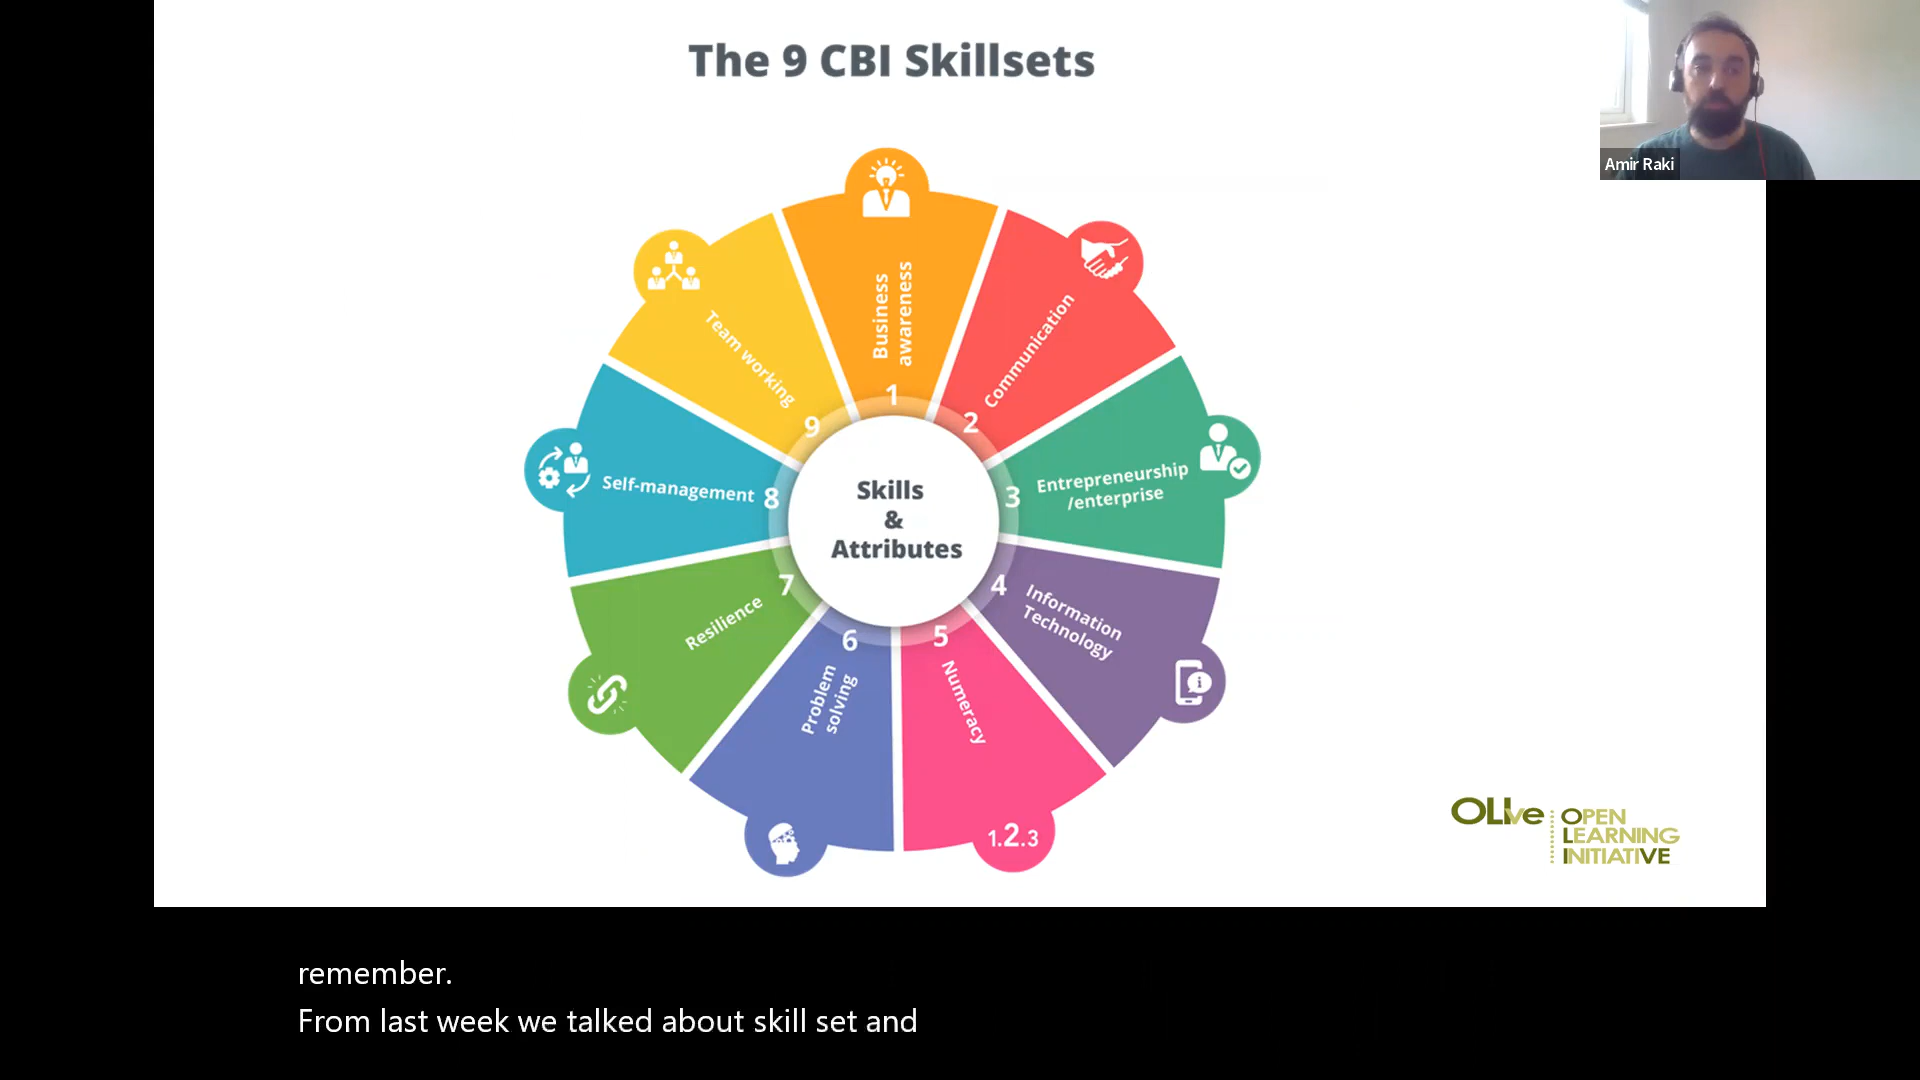 The 9 CBI Skillsets
Amir Raki
Business
awareness
1
Communication
2
Entrepreneurship
/enterprise
3
Information
Technology
4
Numeracy
5
1.2.3
Problem
solving
6
Resilience
7
Self-management
8
Team working
9
Skills
&
Attributes
OLIve
OPEN
LEARNING
INITIATIVE
remember.
From last week we talked about skill set and